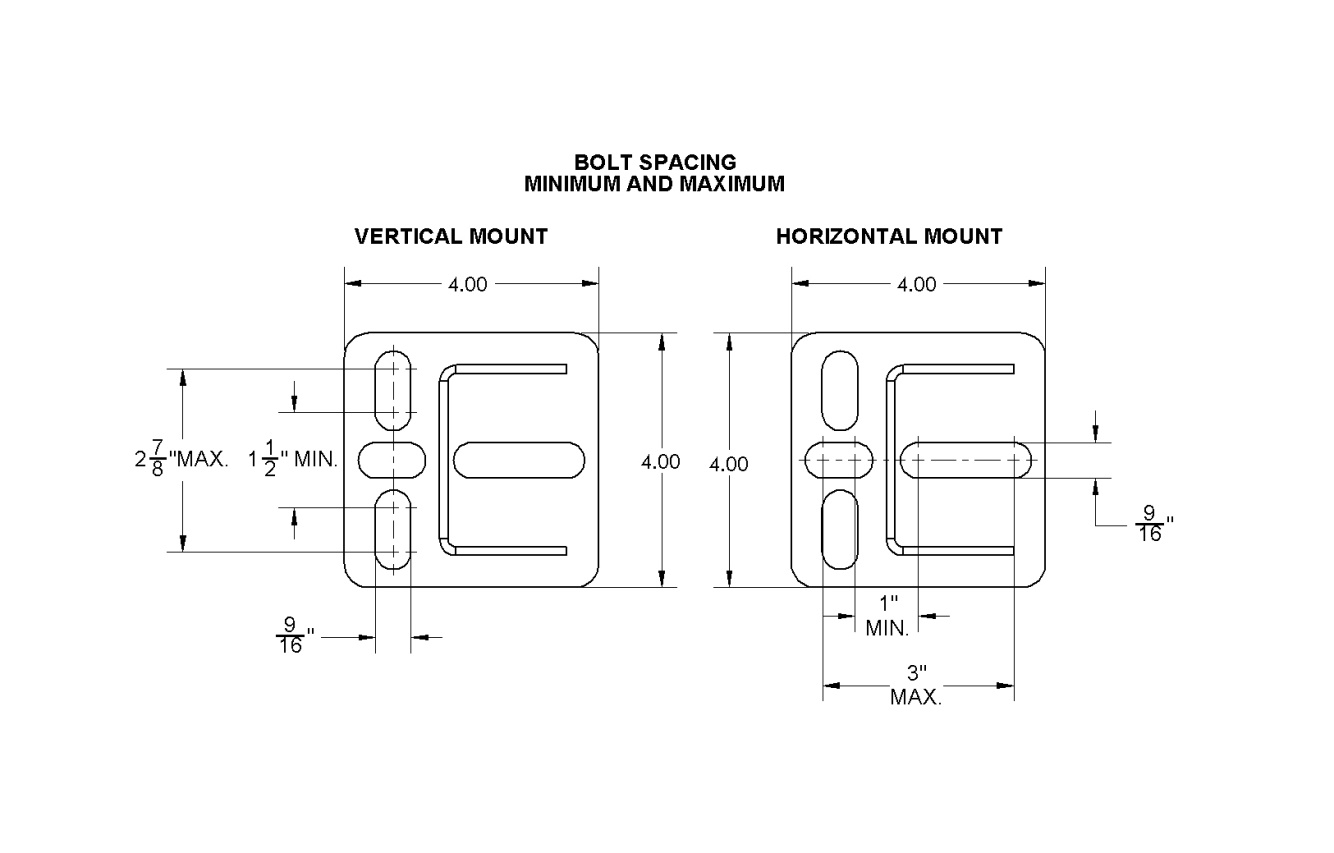 BOLT SPACING
MINIMUM AND MAXIMUM
VERTICAL MOUNT
HORIZONTAL MOUNT
4.00
4.00
2 7/8"MAX.
1 1/2" MIN.
4.00
4.00
9/16"
1"
MIN.
9/16"
3"
MAX.